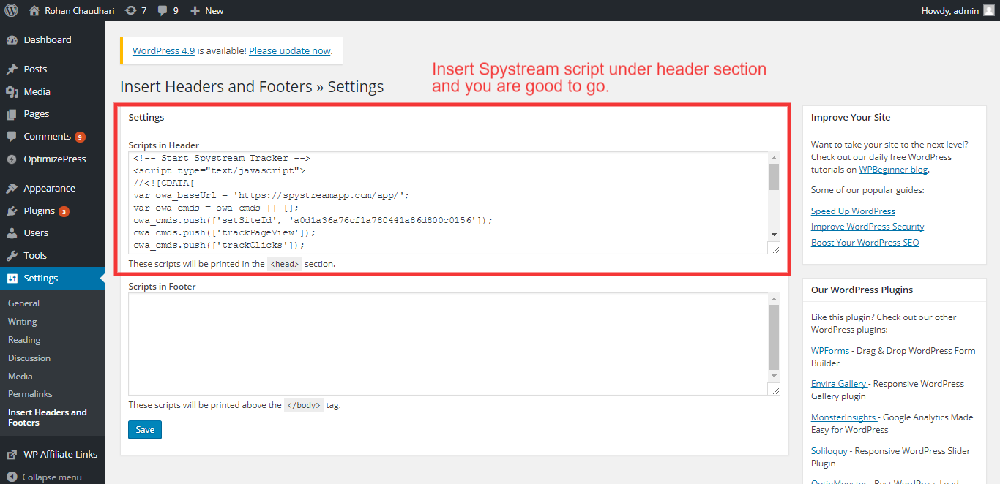 Rohan Chaudhari 7 9 New Howdy, admin
Dashboard
Posts
Media
Pages
Comments 9
OptimizePress
Appearance
Plugins 3
Users
Tools
Settings
General
Writing
Reading
Discussion
Media
Permalinks
Insert Headers and
Footers
WP Affiliate Links
Collapse menu
WordPress 4.9 is available! Please update now.
Insert Spystream script under header section
and you are good to go.
Insert Headers and Footers » Settings
Settings
Scripts in Header
<!-- Start Spystream Tracker -->
<script type="text/javascript">
//<![CDATA[
var owa_baseUrl = 'https://spystreamapp.com/app/';
var owa_cmds = owa_cmds || [];
owa_cmds.push(['setSiteId', 'a0d1a36a76cf1a780441a86d800c0156']);
owa_cmds.push(['trackPageView']);
owa_cmds.push(['trackClicks']);
These scripts will be printed in the <head> section.
Scripts in Footer
These scripts will be printed above the </body> tag.
Save
Improve Your Site
Want to take your site to the next level?
Check out our daily free WordPress
tutorials on WPBeginner blog.
Some of our popular guides:
Speed Up WordPress
Improve WordPress Security
Boost Your WordPress SEO
Our WordPress Plugins
Like this plugin? Check out our other
WordPress plugins:
WPForms - Drag & Drop WordPress Form
Builder
Envira Gallery - Responsive WordPress
Gallery plugin
MonsterInsights - Google Analytics Made
Easy for WordPress
Soliloquy - Responsive WordPress Slider
Plugin
OptinMonster - Best WordPress Lead